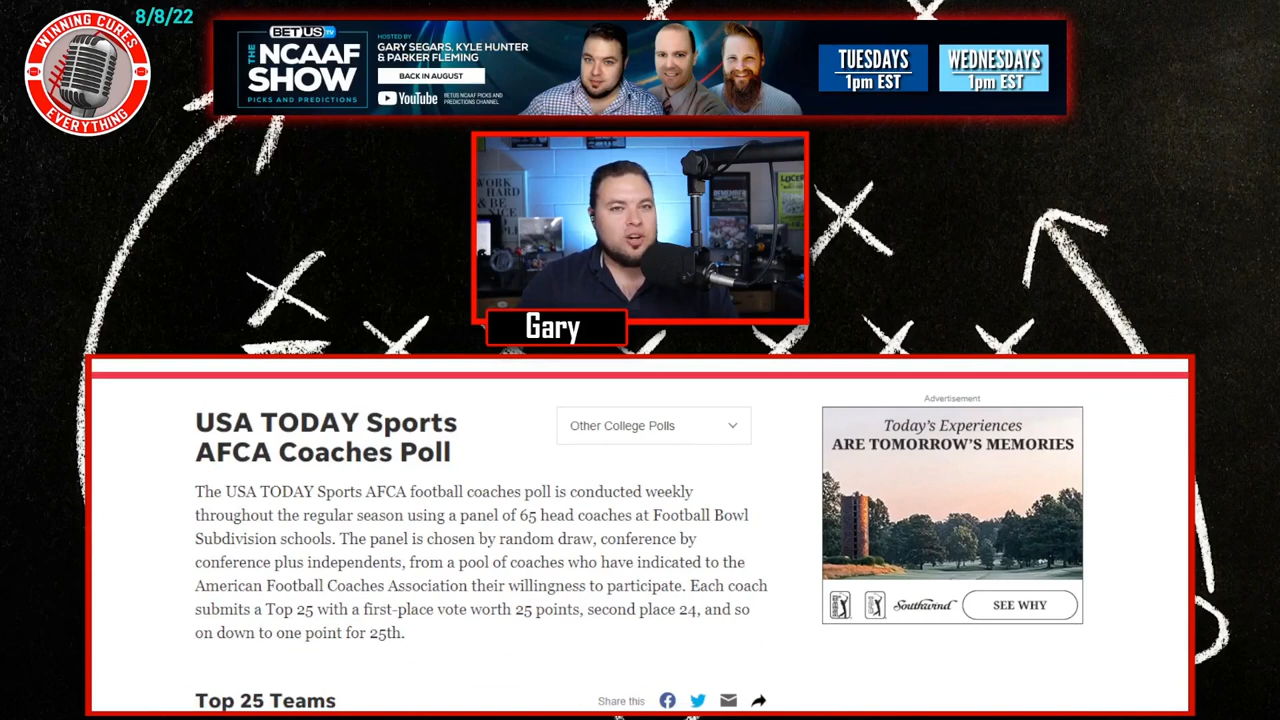 8/8/22
WINNING CURES
EVERYTHING
BETUS TV
THE
NCAAF
SHOW
PICKS AND PREDICTIONS
HOSTED BY
GARY SEGARS, KYLE HUNTER
& PARKER FLEMING
BACK IN AUGUST
YouTube
BETUS NCAAF PICKS AND
PREDICTIONS CHANNEL
TUESDAYS
1pm EST
WEDNESDAYS
1pm EST
WORK
HARD
& BE
NICE
Gary
USA TODAY Sports
AFCA Coaches Poll
Other College Polls
The USA TODAY Sports AFCA football coaches poll is conducted weekly
throughout the regular season using a panel of 65 head coaches at Football Bowl
Subdivision schools. The panel is chosen by random draw, conference by
conference plus independents, from a pool of coaches who have indicated to the
American Football Coaches Association their willingness to participate. Each coach
submits a Top 25 with a first-place vote worth 25 points, second place 24, and so
on down to one point for 25th.
Top 25 Teams
Share this
Advertisement
Today's Experiences
ARE TOMORROW'S MEMORIES
Southwind
SEE WHY